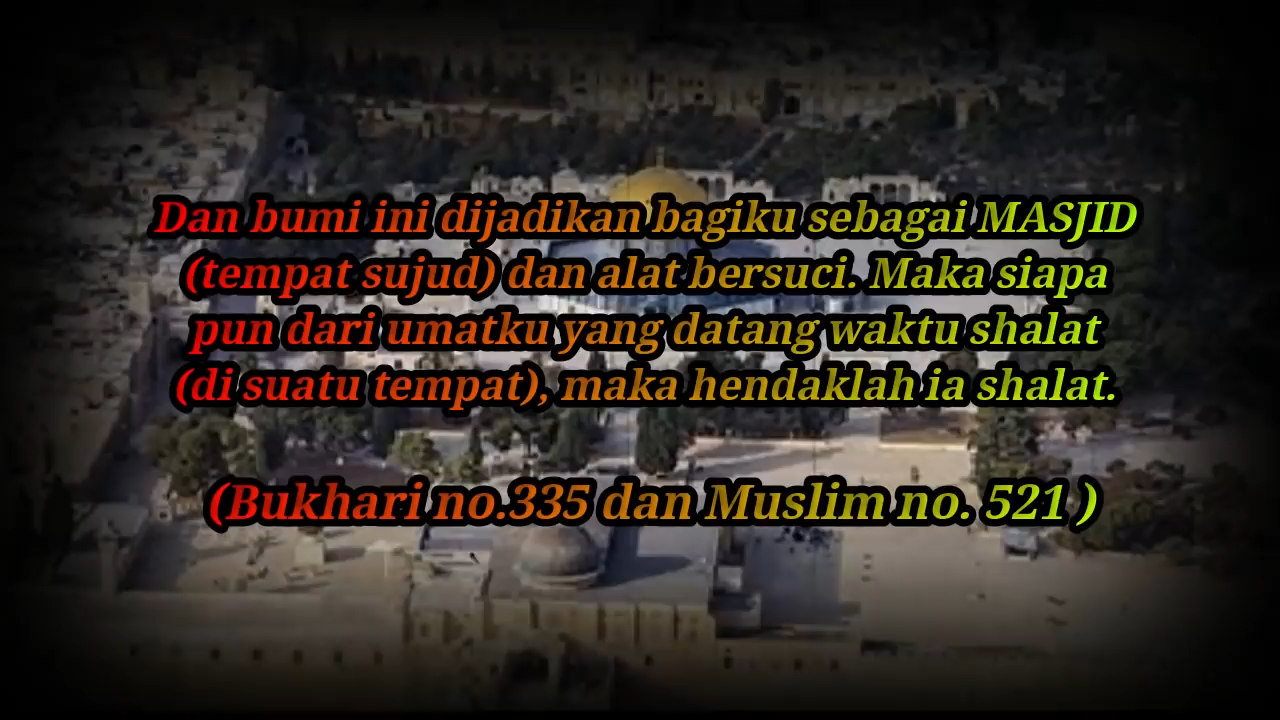 Dan bumi ini dijadikan bagiku sebagai MASJID
(tempat sujud) dan alat bersuci. Maka siapa
pun dari umatku yang datang waktu shalat
(di suatu tempat), maka hendaklah ia shalat.
(Bukhari no.335 dan Muslim no. 521 )